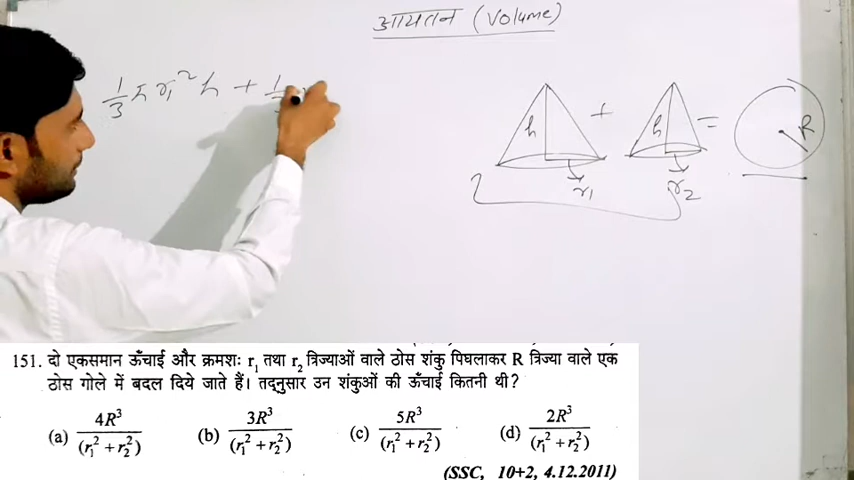 आयतन (Volume)
1/3 π r₁² h + 1/3
h + h = R
r₁ r₂
151. दो एकसमान ऊँचाई और क्रमशः r₁ तथा r₂ त्रिज्याओं वाले ठोस शंकु पिघलाकर R त्रिज्या वाले एक
ठोस गोले में बदल दिये जाते हैं। तद्नुसार उन शंकुओं की ऊँचाई कितनी थी?
(a) 4R³/(r₁² + r₂²) (b) 3R³/(r₁² + r₂²) (c) 5R³/(r₁² + r₂²) (d) 2R³/(r₁² + r₂²)
(SSC, 10+2, 4.12.2011)